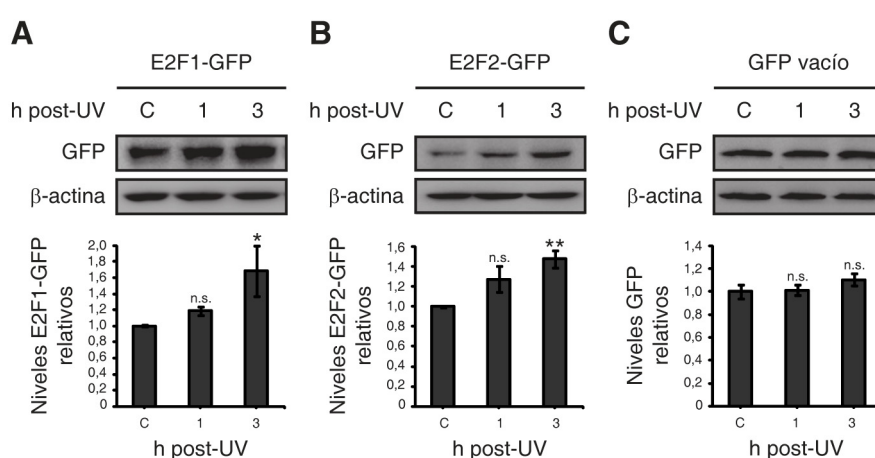 A
E2F1-GFP
h post-UV C 1 3
GFP
β-actina
Niveles E2F1-GFP
relativos
2,0
1,8
1,6
1,4
1,2
1,0
0,8
0,6
0,4
0,2
0
n.s.
*
C 1 3
h post-UV
B
E2F2-GFP
h post-UV C 1 3
GFP
β-actina
Niveles E2F2-GFP
relativos
1,6
1,4
1,2
1,0
0,8
0,6
0,4
0,2
0
n.s.
**
C 1 3
h post-UV
C
GFP vacío
h post-UV C 1 3
GFP
β-actina
Niveles GFP
relativos
1,4
1,2
1,0
0,8
0,6
0,4
0,2
0
n.s.
n.s.
C 1 3
h post-UV